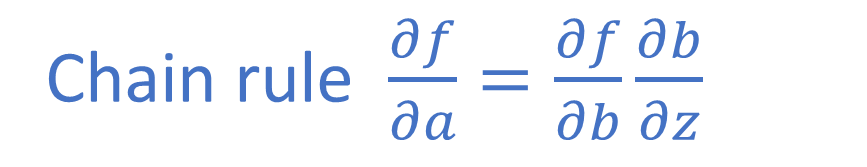 Chain rule ∂f/∂a = ∂f/∂b ∂b/∂z